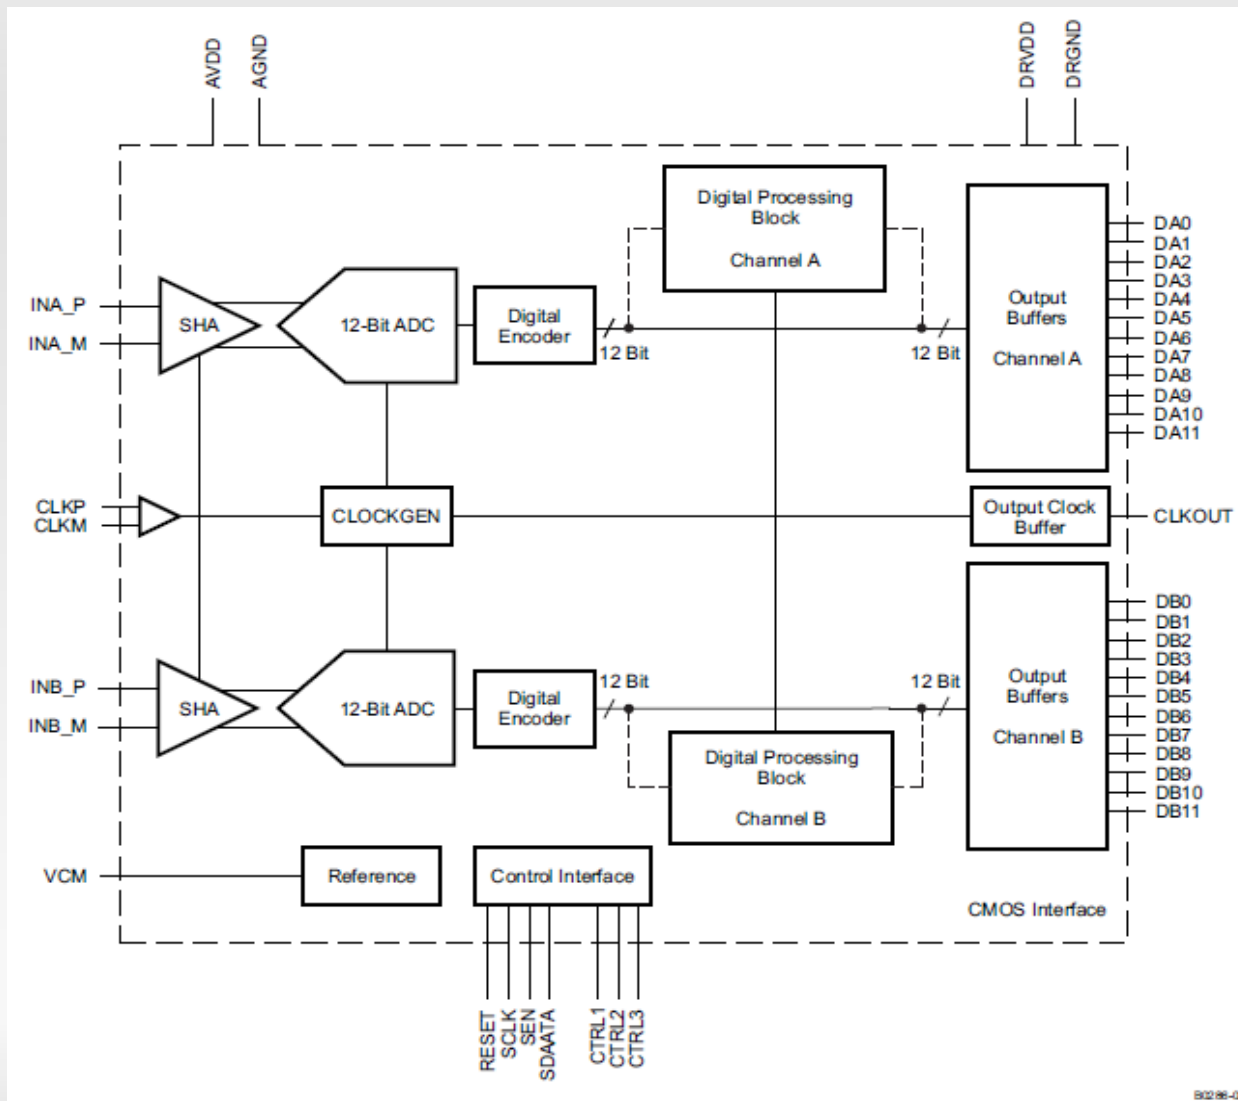 AVDD
AGND
DRVDD
DRGND
Digital Processing
Block
Channel A
INA_P
INA_M
SHA
12-Bit ADC
Digital
Encoder
12 Bit
12 Bit
Output
Buffers
Channel A
DA0
DA1
DA2
DA3
DA4
DA5
DA6
DA7
DA8
DA9
DA10
DA11
CLKP
CLKM
CLOCKGEN
Output Clock
Buffer
CLKOUT
INB_P
INB_M
SHA
12-Bit ADC
Digital
Encoder
12 Bit
12 Bit
Digital Processing
Block
Channel B
Output
Buffers
Channel B
DB0
DB1
DB2
DB3
DB4
DB5
DB6
DB7
DB8
DB9
DB10
DB11
VCM
Reference
Control Interface
CMOS Interface
RESET
SCLK
SEN
SDAATA
CTRL1
CTRL2
CTRL3